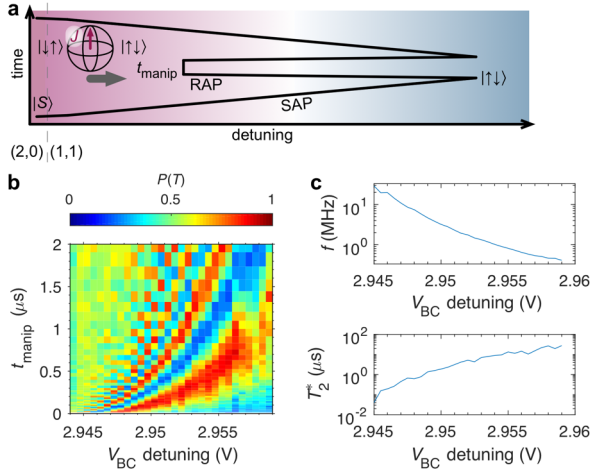 a
time
|↓↑⟩
J
|↑↓⟩
t_manip
RAP
|↑↓⟩
|S⟩
SAP
detuning
(2,0) (1,1)
b
P(T)
0 0.5 1
t_manip (μs)
2
1.5
1
0.5
0
2.945 2.95 2.955
V_BC detuning (V)
c
f (MHz)
10^1
10^0
2.945 2.95 2.955 2.96
V_BC detuning (V)
T_2^* (μs)
10^2
10^0
10^-2
2.945 2.95 2.955 2.96
V_BC detuning (V)